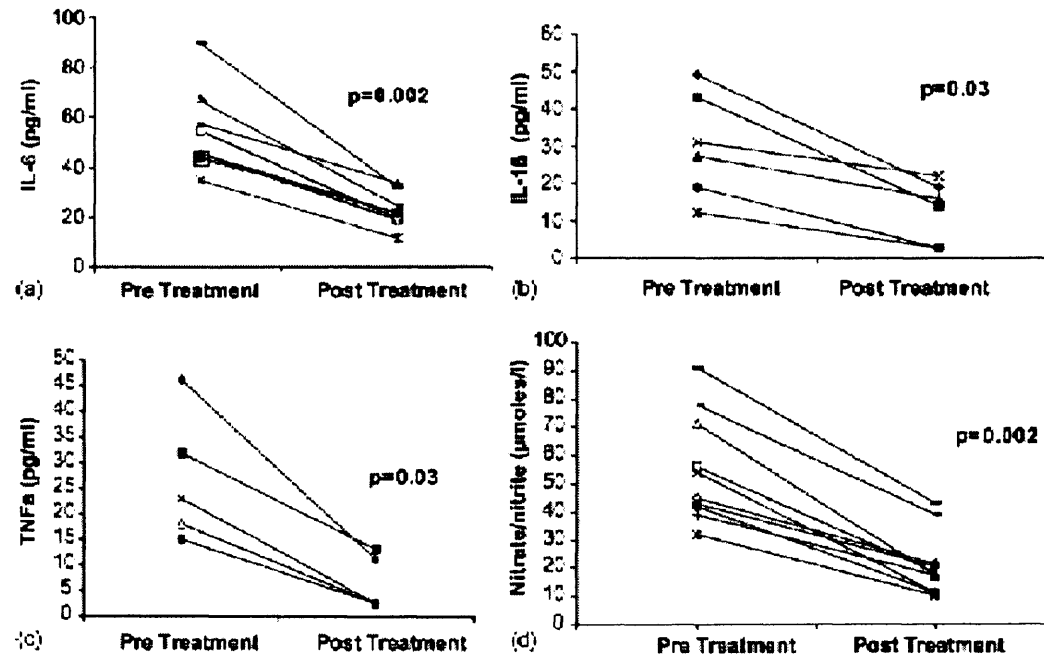 100
80
60
40
20
0
IL-6 (pg/ml)
p=0.002
(a) Pre Treatment Post Treatment
60
50
40
30
20
10
0
IL-1ß (pg/ml)
p=0.03
(b) Pre Treatment Post Treatment
50
45
40
35
30
25
20
15
10
5
0
TNFa (pg/ml)
p=0.03
(c) Pre Treatment Post Treatment
100
90
80
70
60
50
40
30
20
10
0
Nitrate/nitrite (µmoles/l)
p=0.002
(d) Pre Treatment Post Treatment